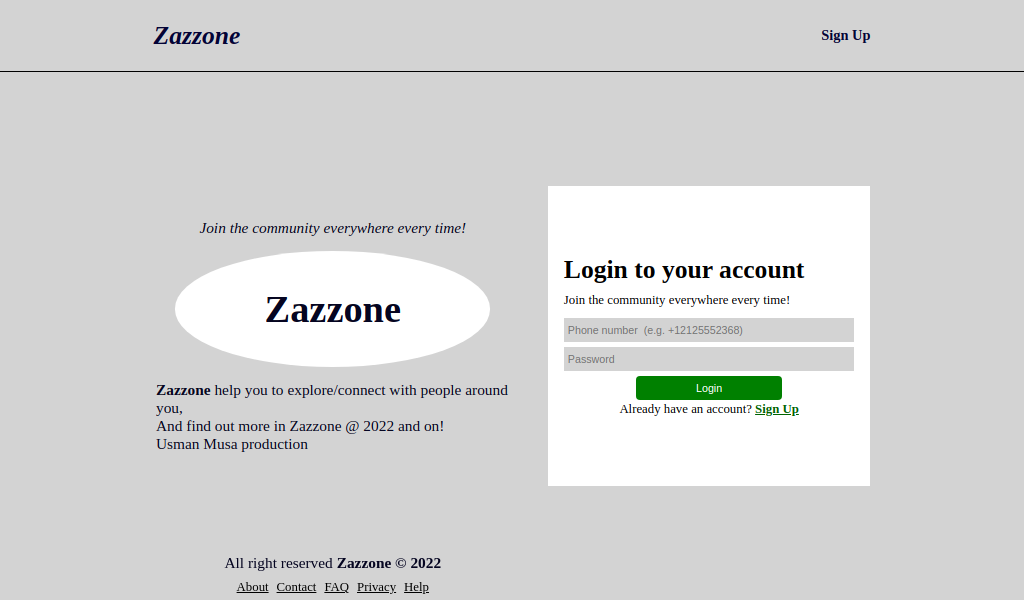 Zazzone
Sign Up
Join the community everywhere every time!
Zazzone
Zazzone help you to explore/connect with people around
you,
And find out more in Zazzone @ 2022 and on!
Usman Musa production
Login to your account
Join the community everywhere every time!
Phone number  (e.g. +12125552368)
Password
Login
Already have an account? Sign Up
All right reserved Zazzone © 2022
About Contact FAQ Privacy Help